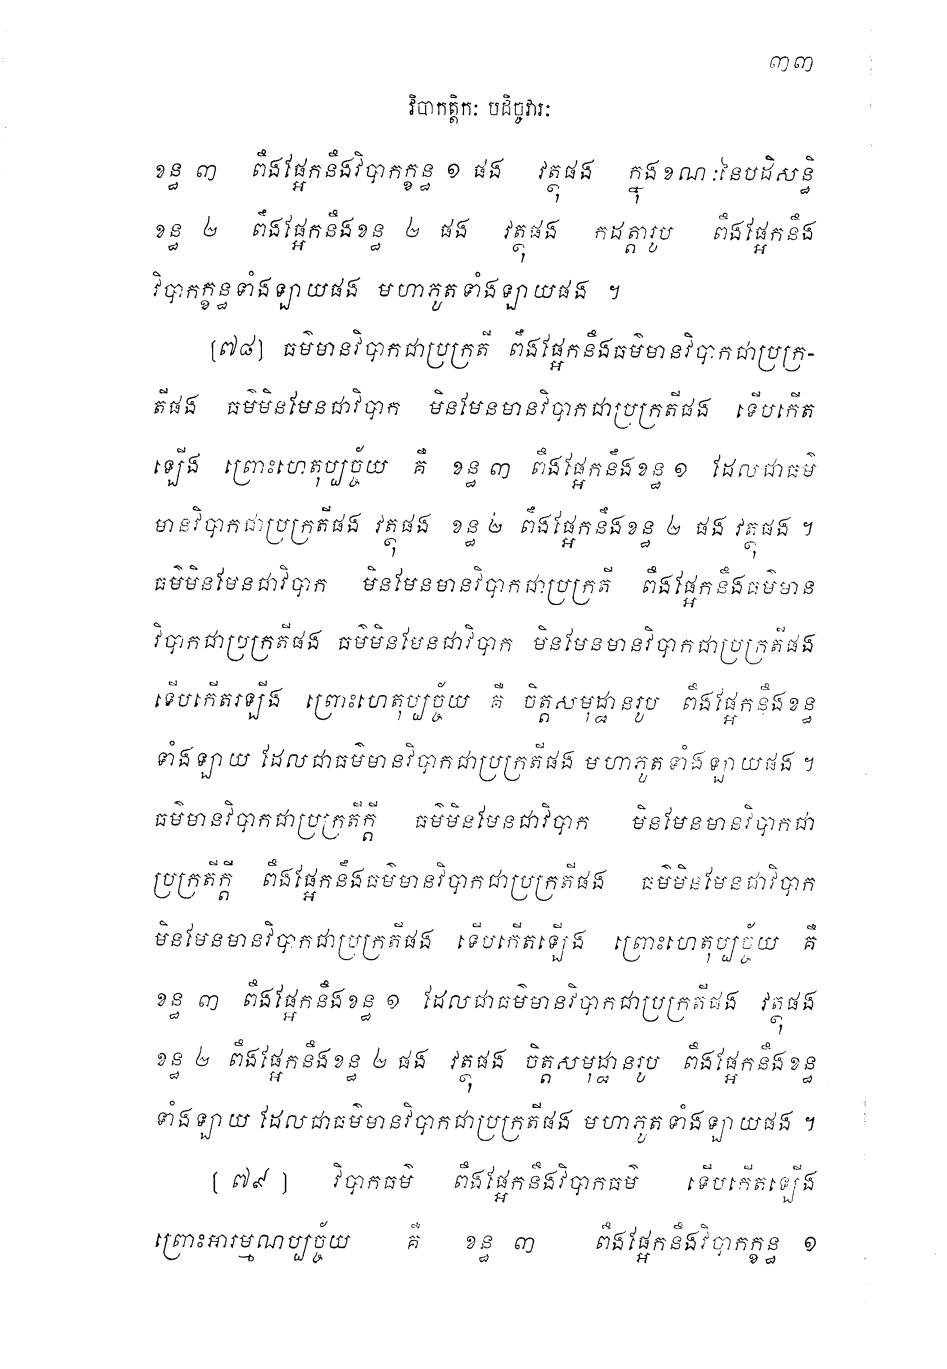 ៣៣
វិបាកត្តិក: បដិច្ចវារ:
ខន្ធ ៣ ពឹងផ្អែកនឹងវិបាកក្ខន្ធ ១ ផង វត្ថុផង ក្នុងខណៈនៃបដិសន្ធិ
ខន្ធ ២ ពឹងផ្អែកនឹងខន្ធ ២ ផង វត្ថុផង កដត្តារូប ពឹងផ្អែកនឹង
វិបាកក្ខន្ធទាំងឡាយផង មហាភូតទាំងឡាយផង ។
[៧៨] ធម៌មានវិបាកជាប្រក្រតី ពឹងផ្អែកនឹងធម៌មានវិបាកជាប្រក្រ-
តីផង ធម៌មិនមែនជាវិបាក មិនមែនមានវិបាកជាប្រក្រតីផង ទើបកើត
ឡើង ព្រោះហេតុប្បច្ច័យ គឺ ខន្ធ ៣ ពឹងផ្អែកនឹងខន្ធ ១ ដែលជាធម៌
មានវិបាកជាប្រក្រតីផង វត្ថុផង ខន្ធ ២ ពឹងផ្អែកនឹងខន្ធ ២ ផង វត្ថុផង ។
ធម៌មិនមែនជាវិបាក មិនមែនមានវិបាកជាប្រក្រតី ពឹងផ្អែកនឹងធម៌មាន
វិបាកជាប្រក្រតីផង ធម៌មិនមែនជាវិបាក មិនមែនមានវិបាកជាប្រក្រតីផង
ទើបកើតឡើង ព្រោះហេតុប្បច្ច័យ គឺ ចិត្តសមុដ្ឋានរូប ពឹងផ្អែកនឹងខន្ធ
ទាំងឡាយ ដែលជាធម៌មានវិបាកជាប្រក្រតីផង មហាភូតទាំងឡាយផង ។
ធម៌មានវិបាកជាប្រក្រតីក្តី ធម៌មិនមែនជាវិបាក មិនមែនមានវិបាកជា
ប្រក្រតីក្តី ពឹងផ្អែកនឹងធម៌មានវិបាកជាប្រក្រតីផង ធម៌មិនមែនជាវិបាក
មិនមែនមានវិបាកជាប្រក្រតីផង ទើបកើតឡើង ព្រោះហេតុប្បច្ច័យ គឺ
ខន្ធ ៣ ពឹងផ្អែកនឹងខន្ធ ១ ដែលជាធម៌មានវិបាកជាប្រក្រតីផង វត្ថុផង
ខន្ធ ២ ពឹងផ្អែកនឹងខន្ធ ២ ផង វត្ថុផង ចិត្តសមុដ្ឋានរូប ពឹងផ្អែកនឹងខន្ធ
ទាំងឡាយ ដែលជាធម៌មានវិបាកជាប្រក្រតីផង មហាភូតទាំងឡាយផង ។
[ ៧៩ ] វិបាកធម៌ ពឹងផ្អែកនឹងវិបាកធម៌ ទើបកើតឡើង
ព្រោះអារម្មណប្បច្ច័យ គឺ ខន្ធ ៣ ពឹងផ្អែកនឹងវិបាកក្ខន្ធ ១